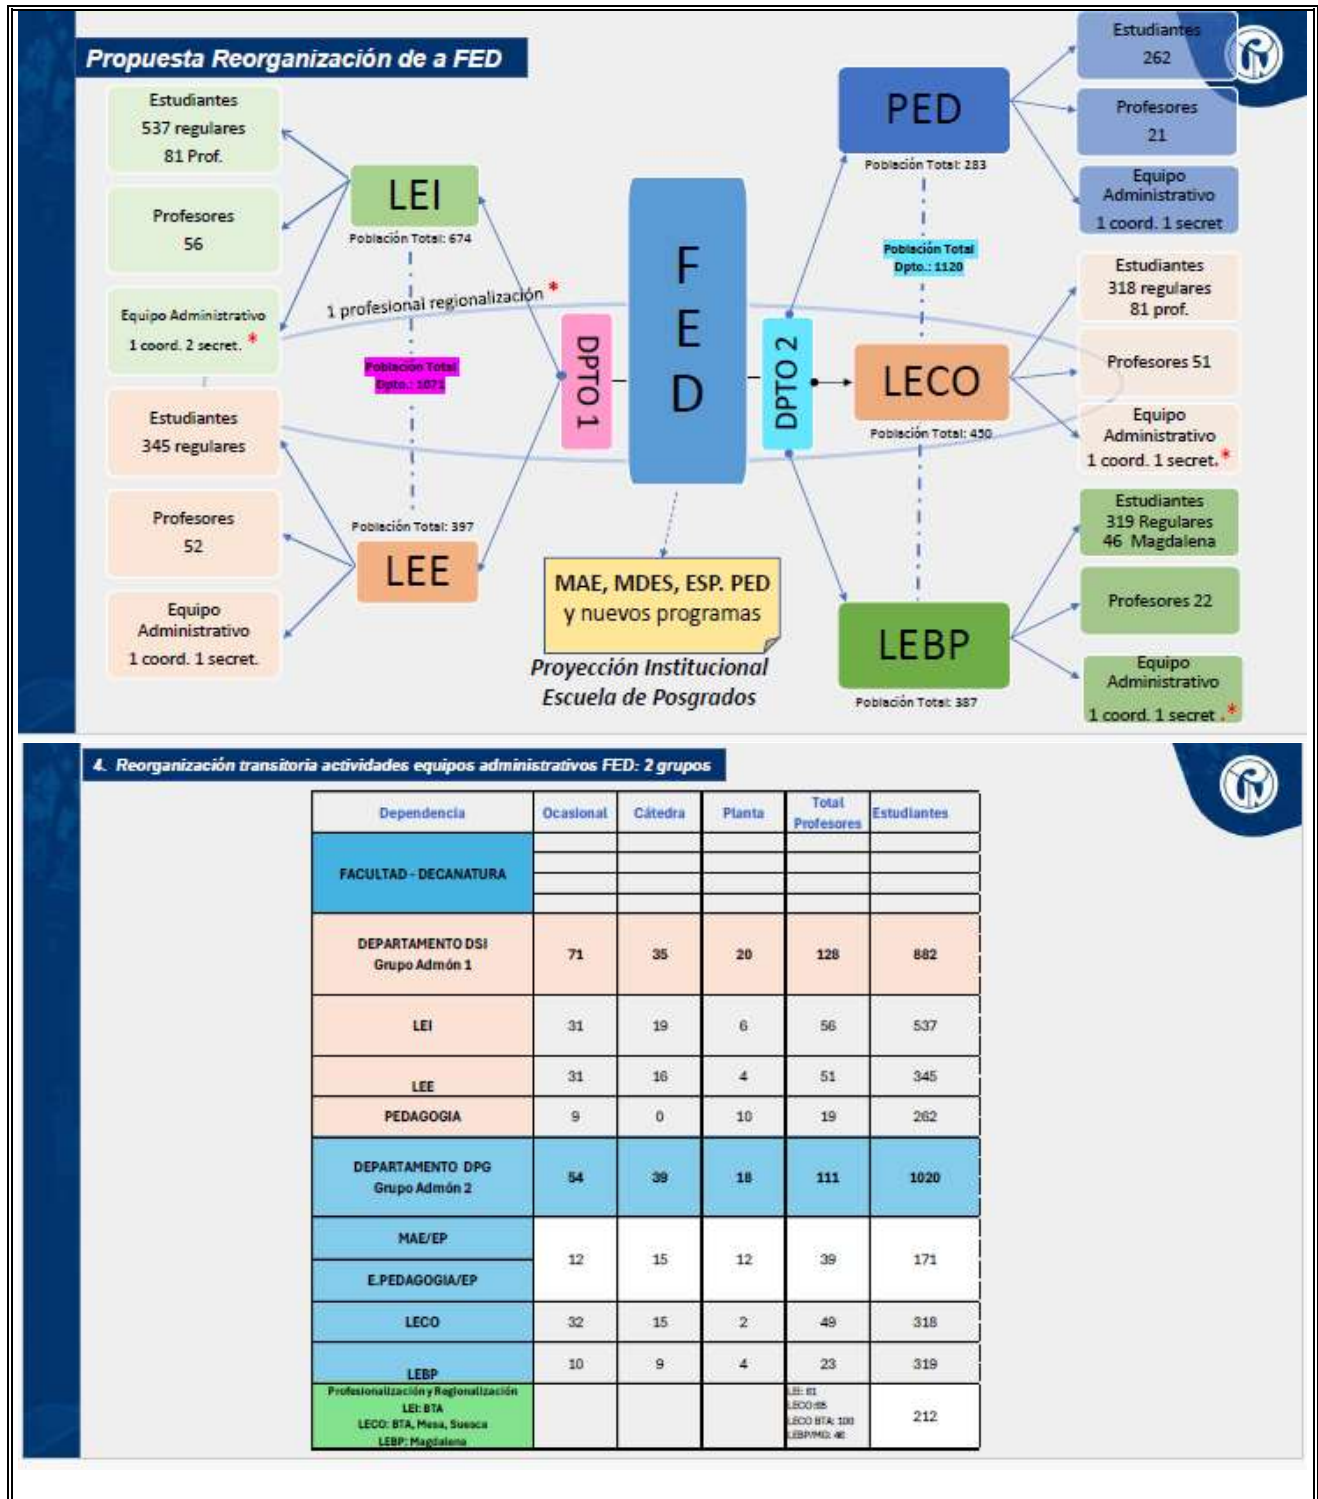 Propuesta Reorganización de a FED
Estudiantes
537 regulares
81 Prof.
Profesores
56
Equipo Administrativo
1 coord. 2 secret. *
Estudiantes
345 regulares
Profesores
52
Equipo
Administrativo
1 coord. 1 secret.
LEI
Población Total: 674
1 profesional regionalización *
Población Total
Dpto.: 1071
Población Total: 397
LEE
DPTO 1
F
E
D
DPTO 2
MAE, MDES, ESP. PED
y nuevos programas
Proyección Institucional
Escuela de Posgrados
PED
Población Total: 283
Población Total
Dpto.: 1120
LECO
Población Total: 450
LEBP
Población Total: 387
Estudiantes
262
Profesores
21
Equipo
Administrativo
1 coord. 1 secret
Estudiantes
318 regulares
81 prof.
Profesores 51
Equipo
Administrativo
1 coord. 1 secret. *
Estudiantes
319 Regulares
46 Magdalena
Profesores 22
Equipo
Administrativo
1 coord. 1 secret . *
4. Reorganización transitoria actividades equipos administrativos FED: 2 grupos
Dependencia Ocasional Cátedra Planta Total Profesores Estudiantes
FACULTAD - DECANATURA
DEPARTAMENTO DSI
Grupo Admón 1 71 35 20 128 882
LEI 31 19 6 56 537
LEE 31 16 4 51 345
PEDAGOGIA 9 0 10 19 262
DEPARTAMENTO DPG
Grupo Admón 2 54 39 18 111 1020
MAE/EP
12 15 12 39 171
E.PEDAGOGIA/EP
LECO 32 15 2 49 318
LEBP 10 9 4 23 319
Profesionalización y Regionalización
LEI: BTA
LECO: BTA, Mesa, Suesca
LEBP: Magdalena
LEE: 81
LECO BTA: 100
212